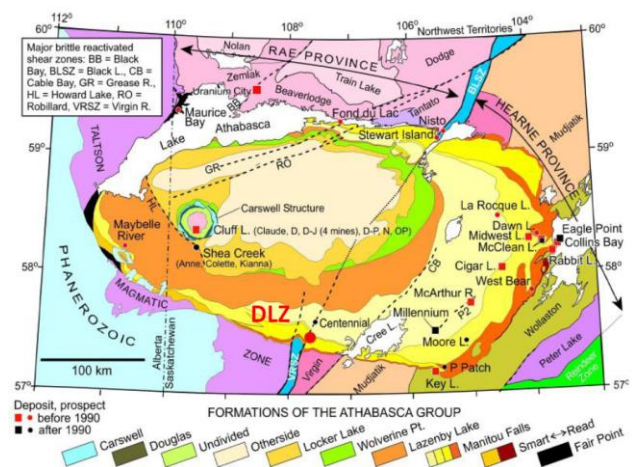 60°
110°
108°
106°
104°
60°
Northwest Territories
Major brittle reactivated
shear zones: BB = Black
Bay, BLSZ = Black L., CB =
Cable Bay, GR = Grease R.,
HL = Howard Lake, RO =
Robillard, VRSZ = Virgin R.
Nolan
RAE PROVINCE
Dodge
Zemlak
Train Lake
Uranium City
BB
Beaverlodge
Tantato
BLSZ
HEARNE PROVINCE
Maurice
Bay
Fond du Lac
Nisto
Mudjatik
Athabasca
Stewart Island
TALTSON
Lake
59°
59°
GR
RO
HL
La Rocque L.
Carswell Structure
Dawn L.
Eagle Point
Maybelle
River
Cluff L. (Claude, D, D-J (4 mines), D-P, N, OP)
Midwest L.
Collins Bay
McClean L.
Shea Creek
Rabbit L.
(Anne, Colette, Kianna)
CB
Cigar L.
58°
58°
West Bear
PHANEROZOIC
MAGMATIC
McArthur R.
P2
DLZ
Centennial
Millennium
Wollaston
Cree L.
Moore L.
ZONE
VRSZ
Peter Lake
Alberta
Saskatchewan
P Patch
Reindeer
Zone
100 km
Virgin
Mudjatik
Key L.
57°
57°
Deposit, prospect
before 1990
after 1990
FORMATIONS OF THE ATHABASCA GROUP
Carswell
Douglas
Undivided
Otherside
Locker Lake
Wolverine Pt.
Lazenby Lake
Manitou Falls
Smart<->Read
Fair Point